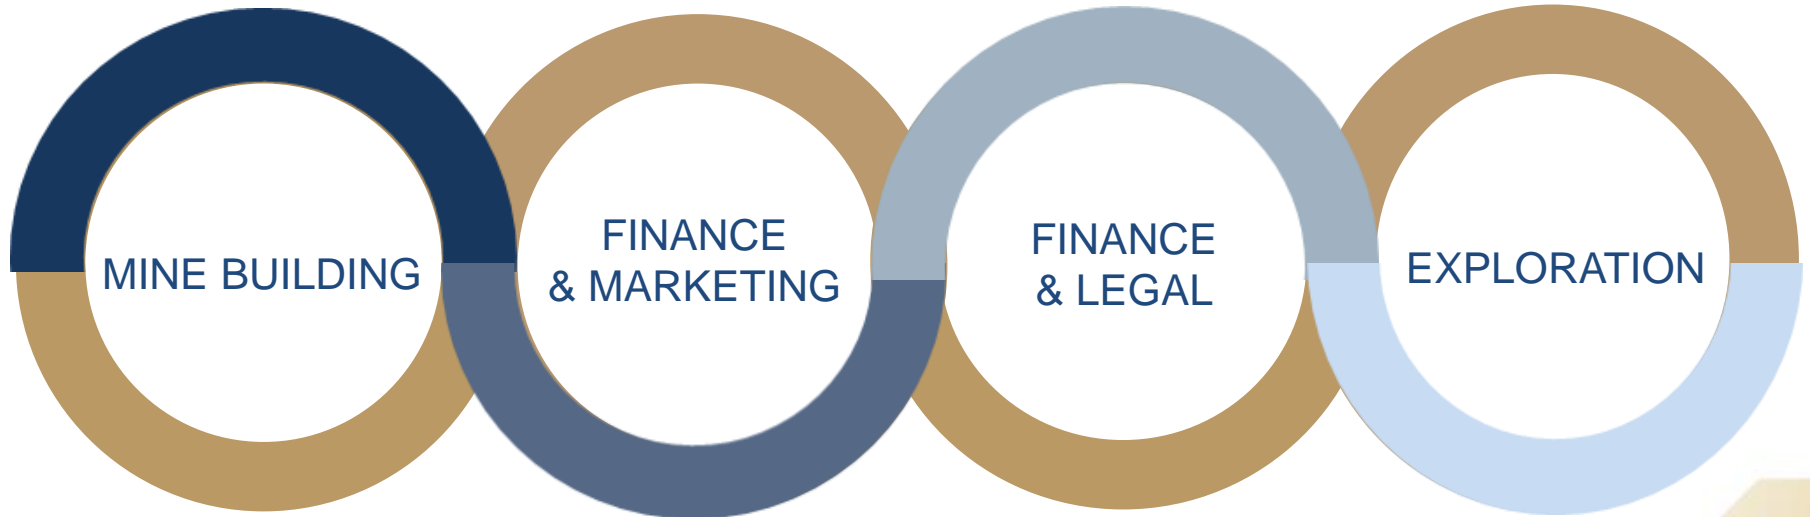 MINE BUILDING
FINANCE
& MARKETING
FINANCE
& LEGAL
EXPLORATION